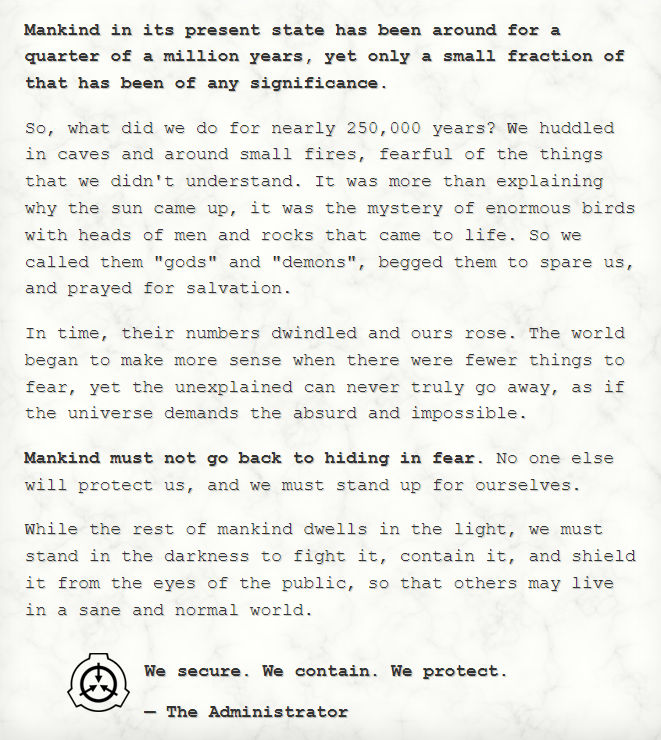 Mankind in its present state has been around for a
quarter of a million years, yet only a small fraction of
that has been of any significance.
So, what did we do for nearly 250,000 years? We huddled
in caves and around small fires, fearful of the things
that we didn't understand. It was more than explaining
why the sun came up, it was the mystery of enormous birds
with heads of men and rocks that came to life. So we
called them "gods" and "demons", begged them to spare us,
and prayed for salvation.
In time, their numbers dwindled and ours rose. The world
began to make more sense when there were fewer things to
fear, yet the unexplained can never truly go away, as if
the universe demands the absurd and impossible.
Mankind must not go back to hiding in fear. No one else
will protect us, and we must stand up for ourselves.
While the rest of mankind dwells in the light, we must
stand in the darkness to fight it, contain it, and shield
it from the eyes of the public, so that others may live
in a sane and normal world.
We secure. We contain. We protect.
— The Administrator